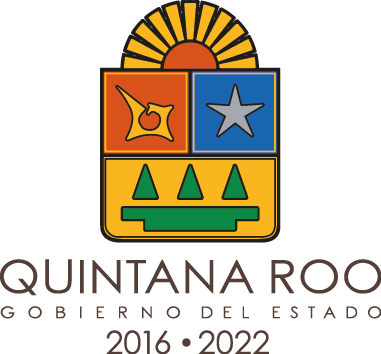 QUINTANA ROO
GOBIERNO DEL ESTADO
2016 • 2022